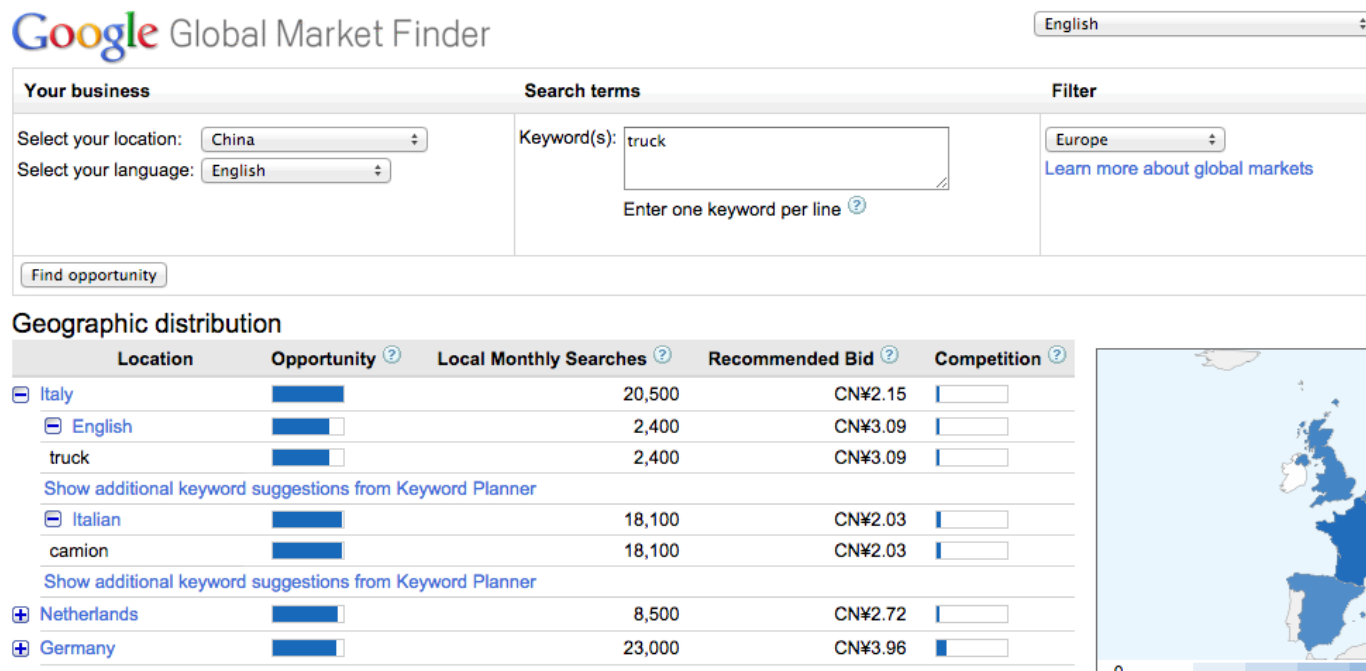 Google Global Market Finder
English
Your business Search terms Filter
Select your location: China Keyword(s): truck Europe
Select your language: English Learn more about global markets
Enter one keyword per line ?
Find opportunity
Geographic distribution
Location Opportunity ? Local Monthly Searches ? Recommended Bid ? Competition ?
Italy 20,500 CN¥2.15
English 2,400 CN¥3.09
truck 2,400 CN¥3.09
Show additional keyword suggestions from Keyword Planner
Italian 18,100 CN¥2.03
camion 18,100 CN¥2.03
Show additional keyword suggestions from Keyword Planner
Netherlands 8,500 CN¥2.72
Germany 23,000 CN¥3.96